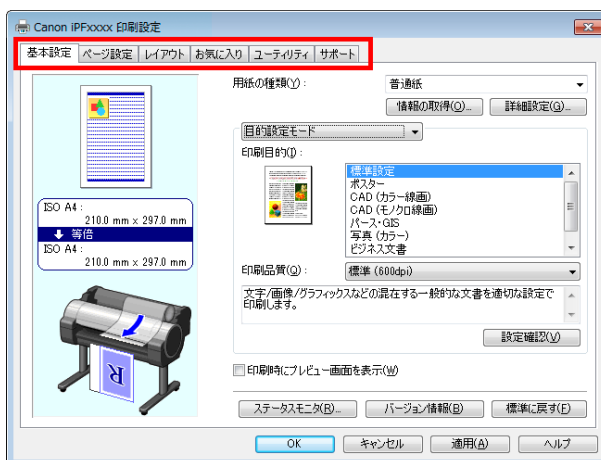 Canon iPFxxxx 印刷設定
基本設定 ページ設定 レイアウト お気に入り ユーティリティ サポート
用紙の種類(Y): 普通紙
情報の取得(O)... 詳細設定(G)...
目的設定モード
印刷目的(I):
標準設定
ポスター
CAD (カラー線画)
CAD (モノクロ線画)
パース・GIS
写真 (カラー)
ビジネス文書
ISO A4 :
210.0 mm x 297.0 mm
等倍
ISO A4 :
210.0 mm x 297.0 mm
印刷品質(Q): 標準 (600dpi)
文字/画像/グラフィックスなどの混在する一般的な文書を適切な設定で
印刷します。
設定確認(V)
R
印刷時にプレビュー画面を表示(W)
ステータスモニタ(R)... バージョン情報(B) 標準に戻す(F)
OK キャンセル 適用(A) ヘルプ